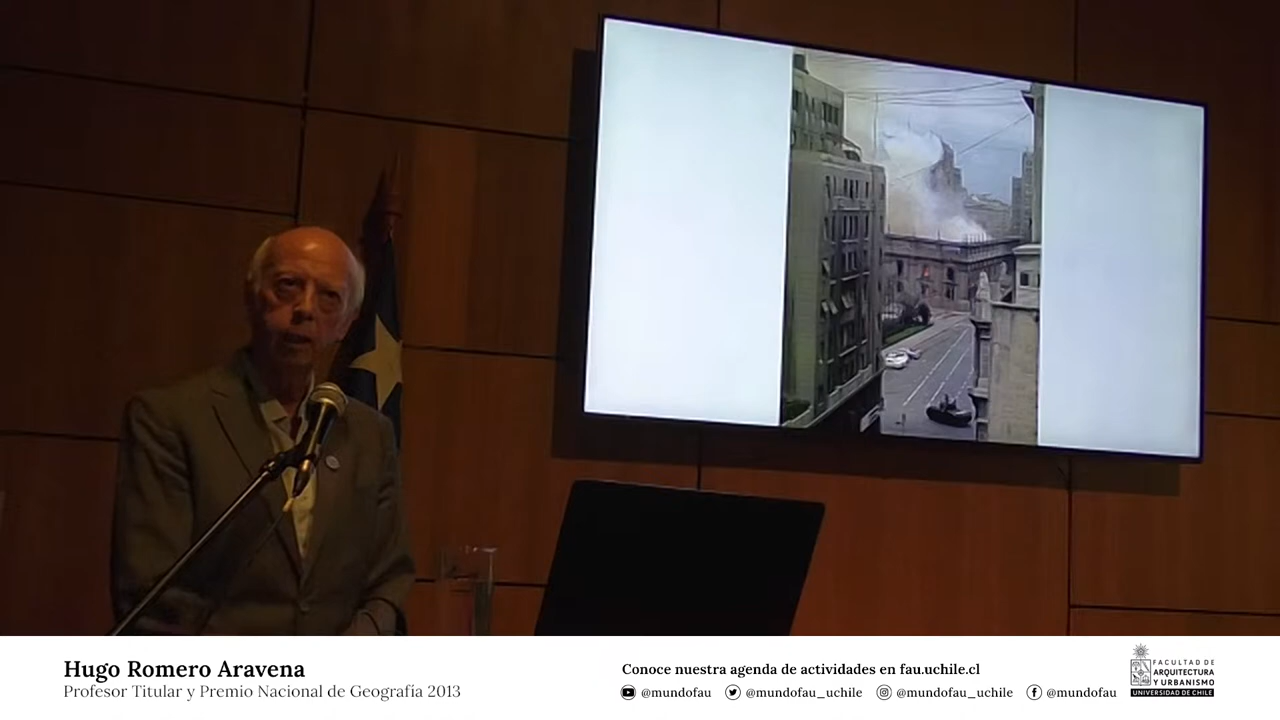 Hugo Romero Aravena
Profesor Titular y Premio Nacional de Geografía 2013
Conoce nuestra agenda de actividades en fau.uchile.cl
@mundofau @mundofau_uchile @mundofau_uchile @mundofau
FACULTAD DE
ARQUITECTURA
Y URBANISMO
UNIVERSIDAD DE CHILE